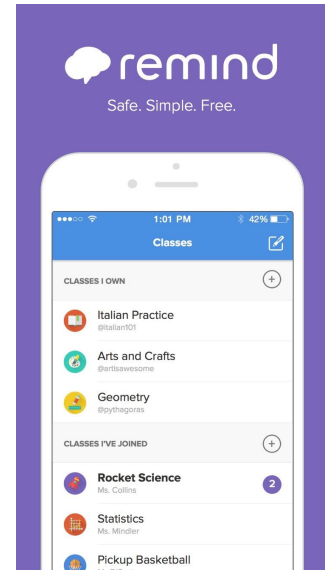 remind
Safe. Simple. Free.
1:01 PM
42%
Classes
CLASSES I OWN
Italian Practice
@italian101
Arts and Crafts
@artisawesome
Geometry
@pythagoras
CLASSES I'VE JOINED
Rocket Science
2
Ms. Collins
Statistics
Ms. Mindler
Pickup Basketball